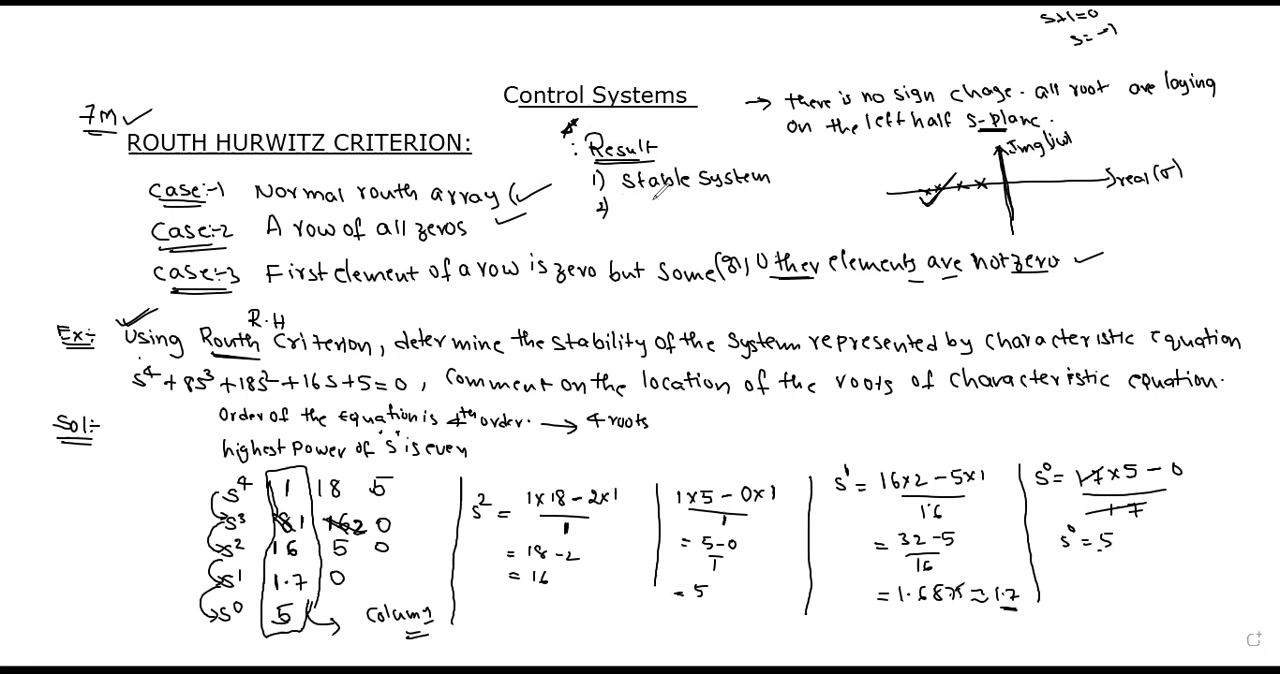 s+1=0
s=-1
Control Systems
→ there is no sign chage. all root are laying
on the left half s-plane.
7M ✓
ROUTH HURWITZ CRITERION:
: Result
1) Stable System
2)
Img(jω)
real(σ)
Case:-1 Normal routh array (✓
Case:-2 A row of all zeros
Case:-3 First element of a row is zero but some (or) other elements are not zero ✓
R.H
Ex:- Using Routh Criterion, determine the stability of the system represented by characteristic equation
s⁴+8s³+18s²+16s+5=0, comment on the location of the roots of characteristic equation.
Sol:- Order of the Equation is 4th order. → 4 roots
highest power of 's' is even
s⁴ 1 18 5
s³ 8 1 16 2 0
s² 16 5 0
s¹ 1.7 0
s⁰ 5 → Column1
s² = 1×18-2×1
1
= 18-2
= 16
1×5-0×1
1
= 5-0
1
= 5
s¹ = 16×2-5×1
16
= 32-5
16
= 1.6875 ≃ 1.7
s⁰ = 1.7×5-0
1.7
s⁰ = 5